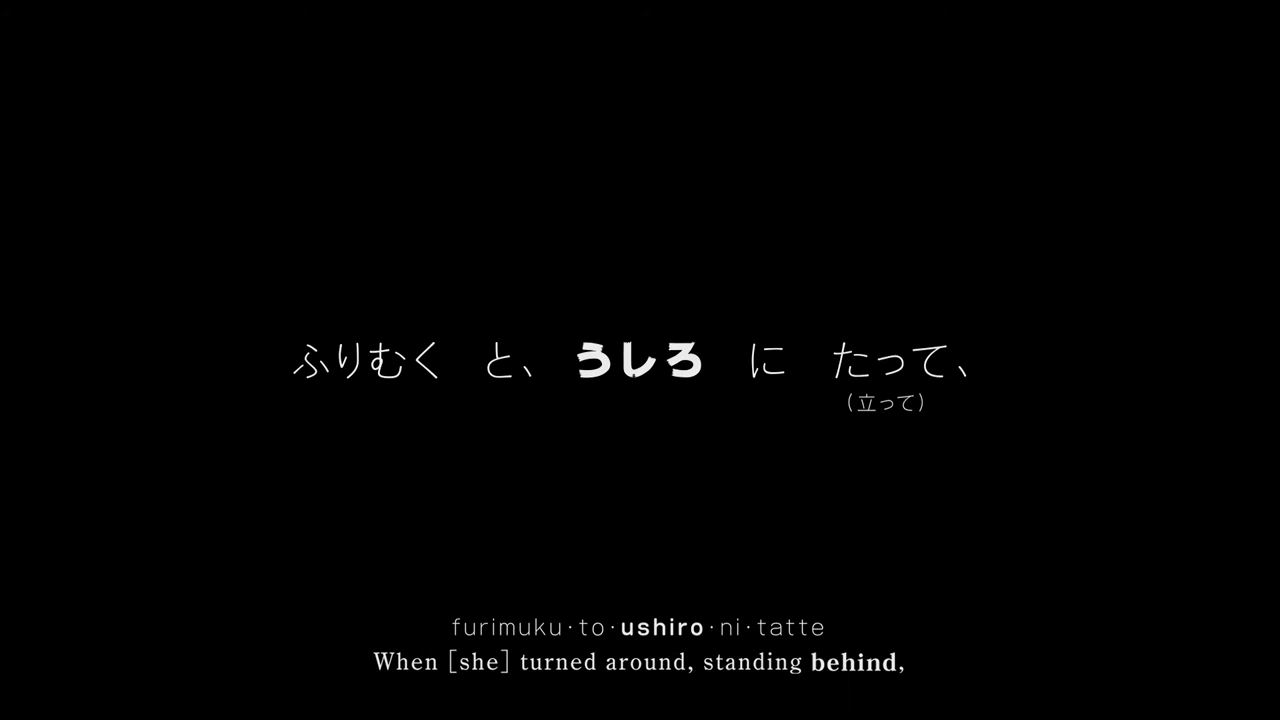 ふりむく と、 うしろ に たって、
(立って)
furimuku·to·ushiro·ni·tatte
When [she] turned around, standing behind,